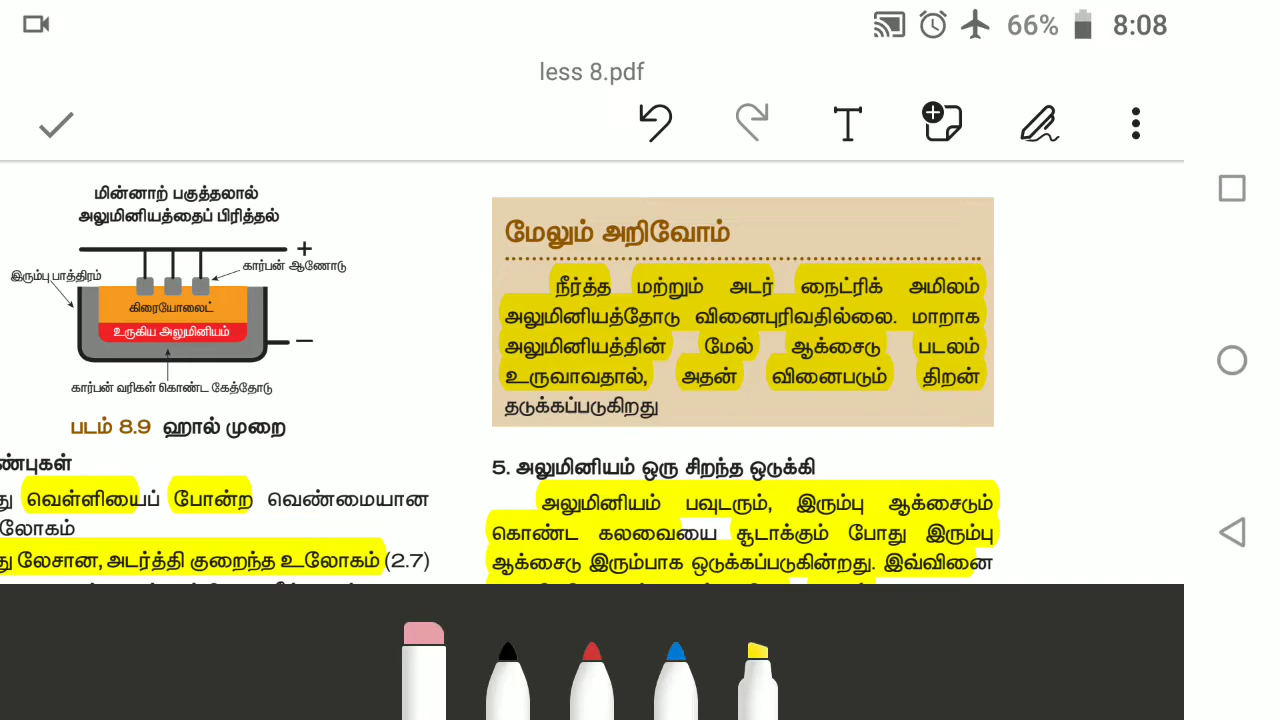 66% 8:08
less 8.pdf
மின்னாற் பகுத்தலால்
அலுமினியத்தைப் பிரித்தல்
+
கார்பன் ஆனோடு
இரும்பு பாத்திரம்
கிரையோலைட்
உருகிய அலுமினியம்
–
கார்பன் வரிகள் கொண்ட கேத்தோடு
படம் 8.9 ஹால் முறை
ண்புகள்
து வெள்ளியைப் போன்ற வெண்மையான
லோகம்
து லேசான, அடர்த்தி குறைந்த உலோகம் (2.7)
மேலும் அறிவோம்
நீர்த்த மற்றும் அடர் நைட்ரிக் அமிலம்
அலுமினியத்தோடு வினைபுரிவதில்லை. மாறாக
அலுமினியத்தின் மேல் ஆக்சைடு படலம்
உருவாவதால், அதன் வினைபடும் திறன்
தடுக்கப்படுகிறது
5. அலுமினியம் ஒரு சிறந்த ஒடுக்கி
அலுமினியம் பவுடரும், இரும்பு ஆக்சைடும்
கொண்ட கலவையை சூடாக்கும் போது இரும்பு
ஆக்சைடு இரும்பாக ஒடுக்கப்படுகின்றது. இவ்வினை